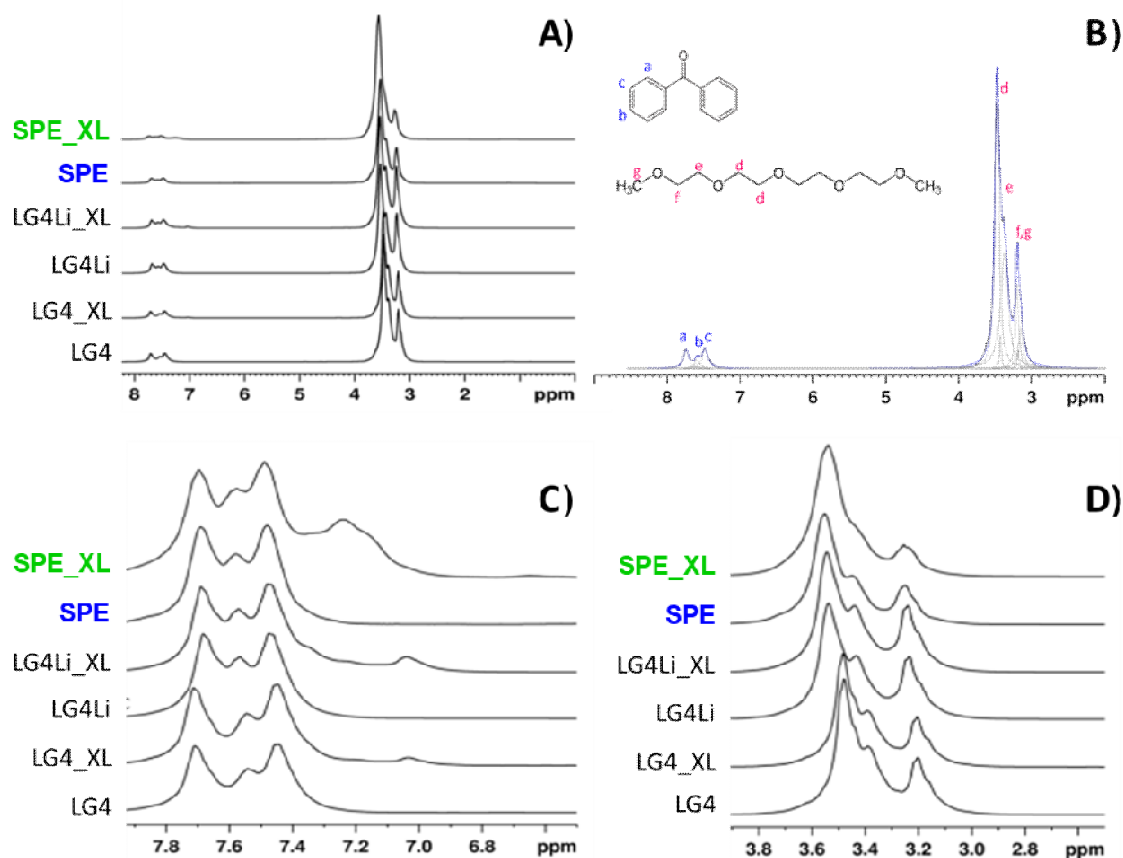 A)
SPE_XL
SPE
LG4Li_XL
LG4Li
LG4_XL
LG4
8 7 6 5 4 3 2 1 ppm
B)
O
a
c
b
d
e
f,g
g e d
H₃C O O O O O CH₃
f d
a b c
8 7 6 5 4 3 ppm
C)
SPE_XL
SPE
LG4Li_XL
LG4Li
LG4_XL
LG4
7.8 7.6 7.4 7.2 7.0 6.8 ppm
D)
SPE_XL
SPE
LG4Li_XL
LG4Li
LG4_XL
LG4
3.8 3.6 3.4 3.2 3.0 2.8 ppm